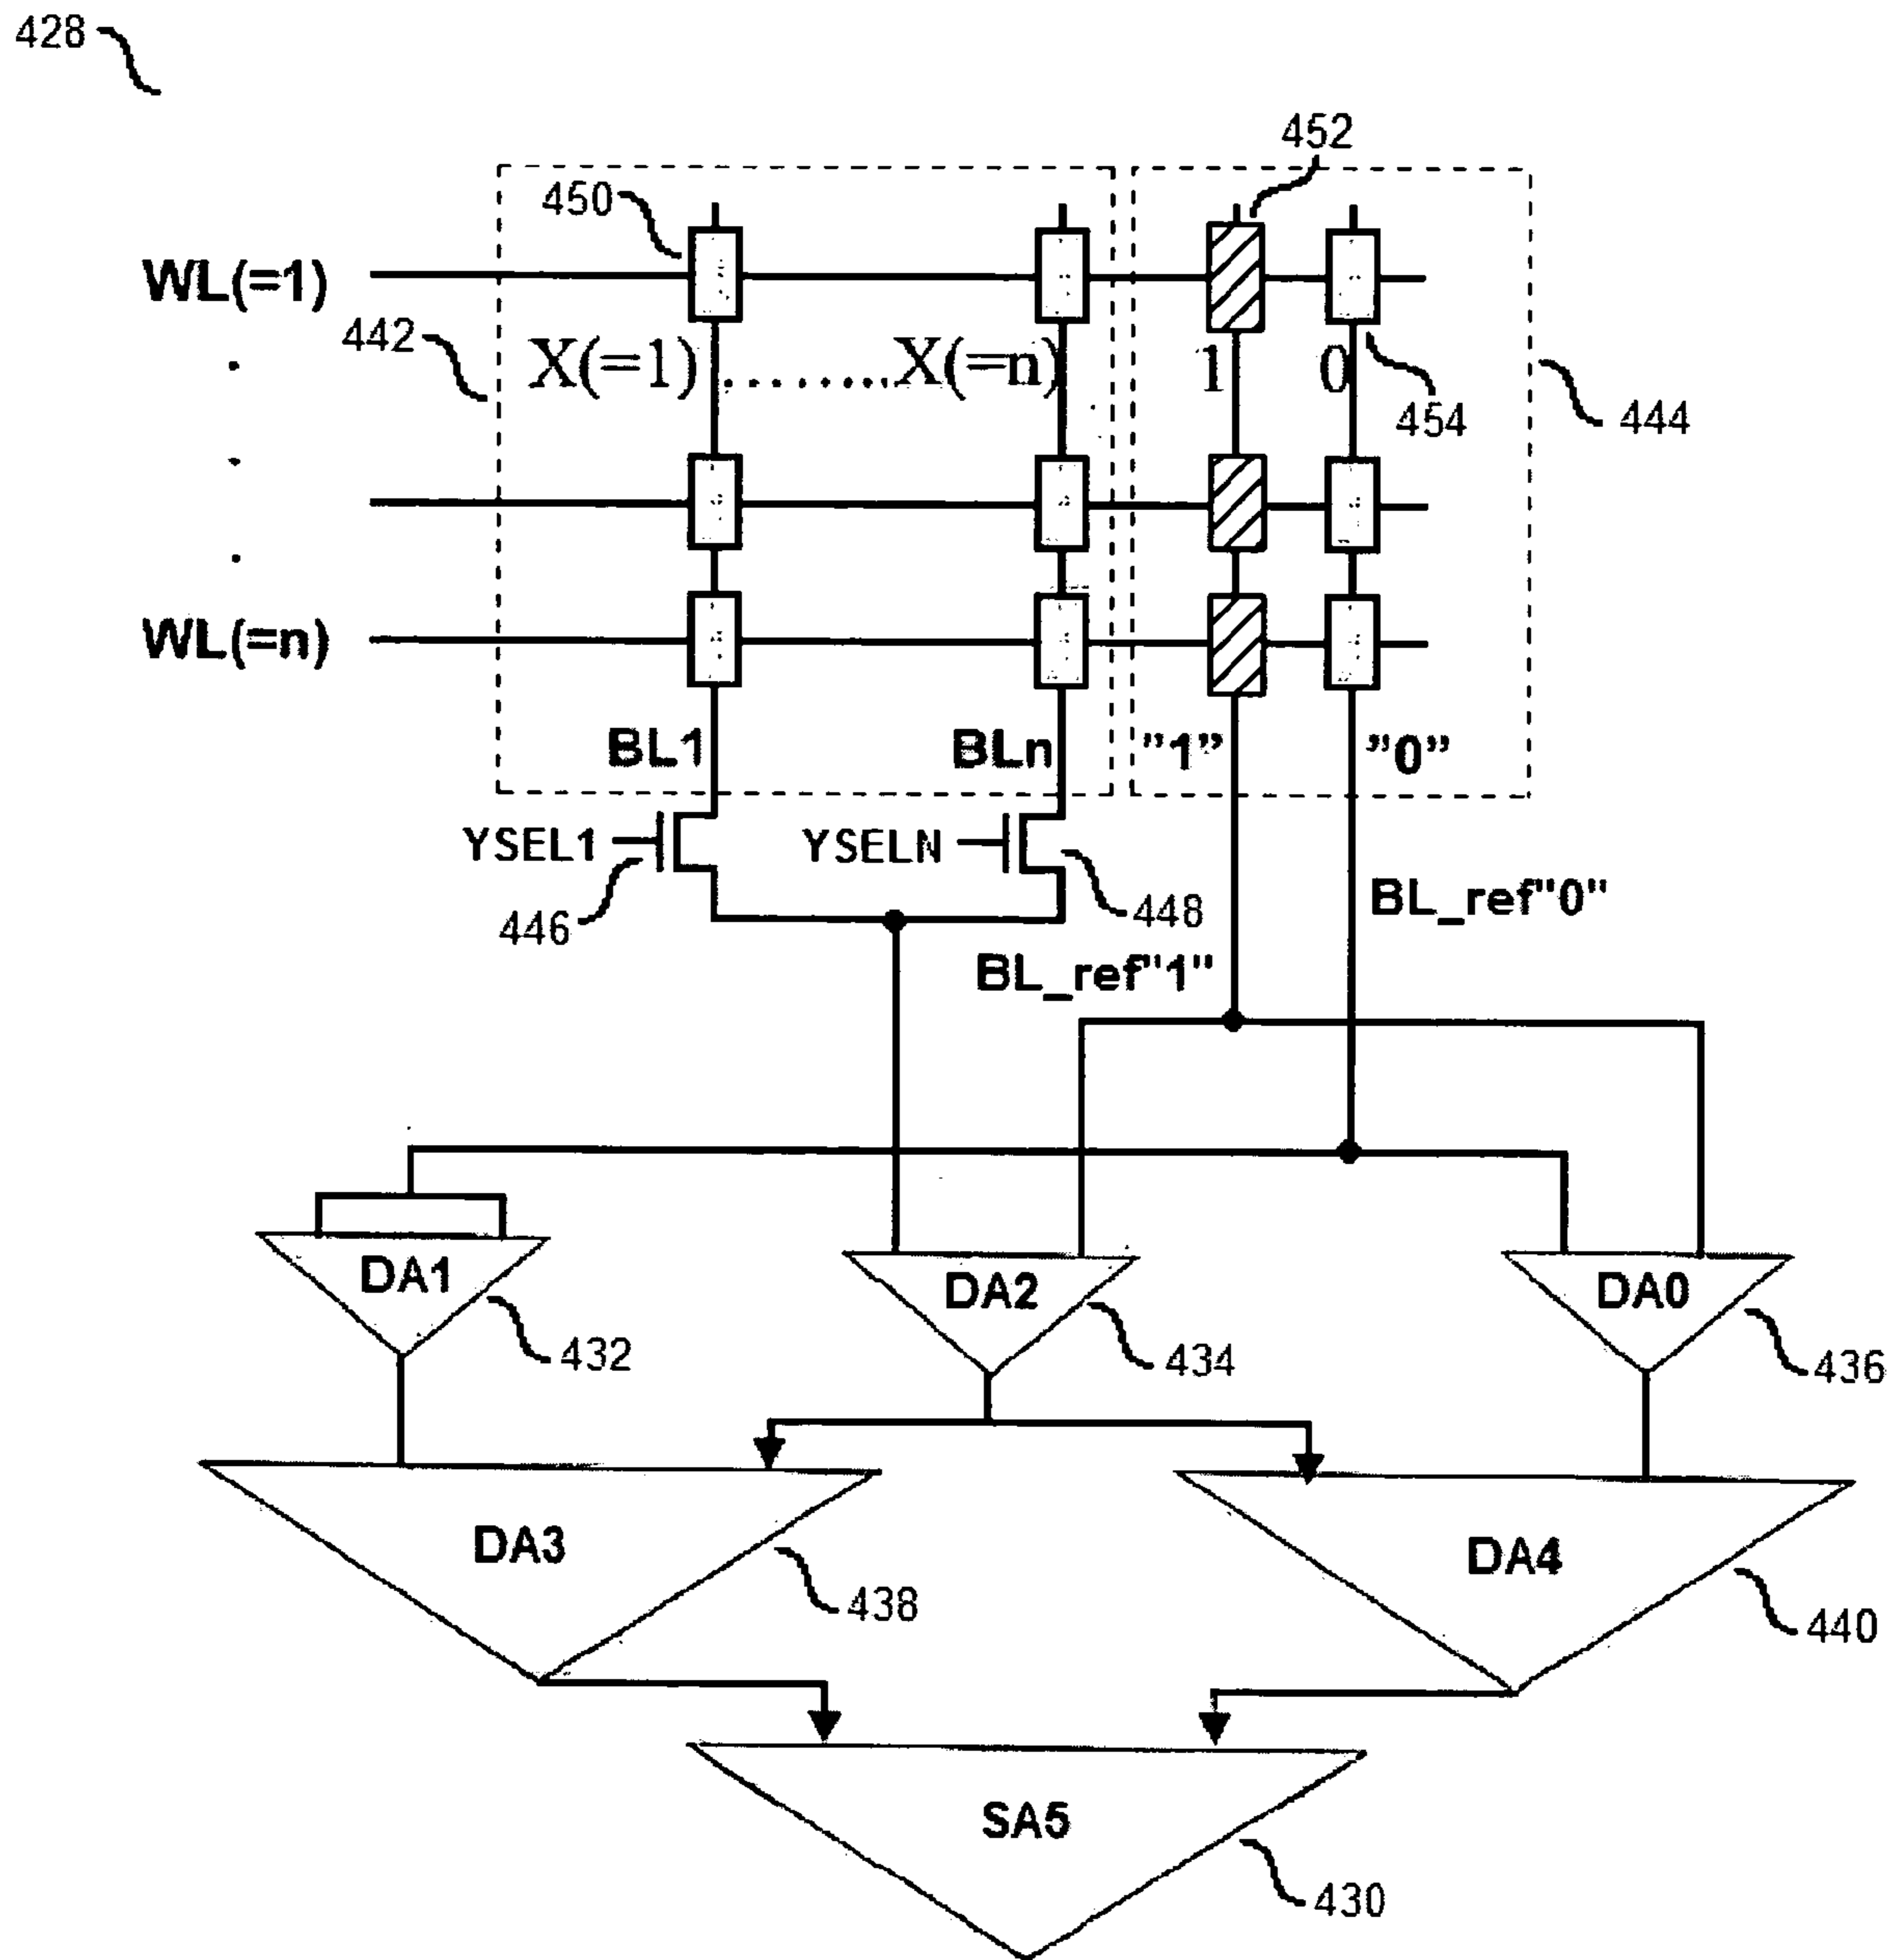 428
452
450
WL(=1)
442
X(=1)........X(=n)
1
0
454
444
WL(=n)
BL1
BLn
"1"
"0"
YSEL1
YSELN
446
448
BL_ref"0"
BL_ref"1"
DA1
DA2
DA0
432
434
436
DA3
DA4
438
440
SA5
430